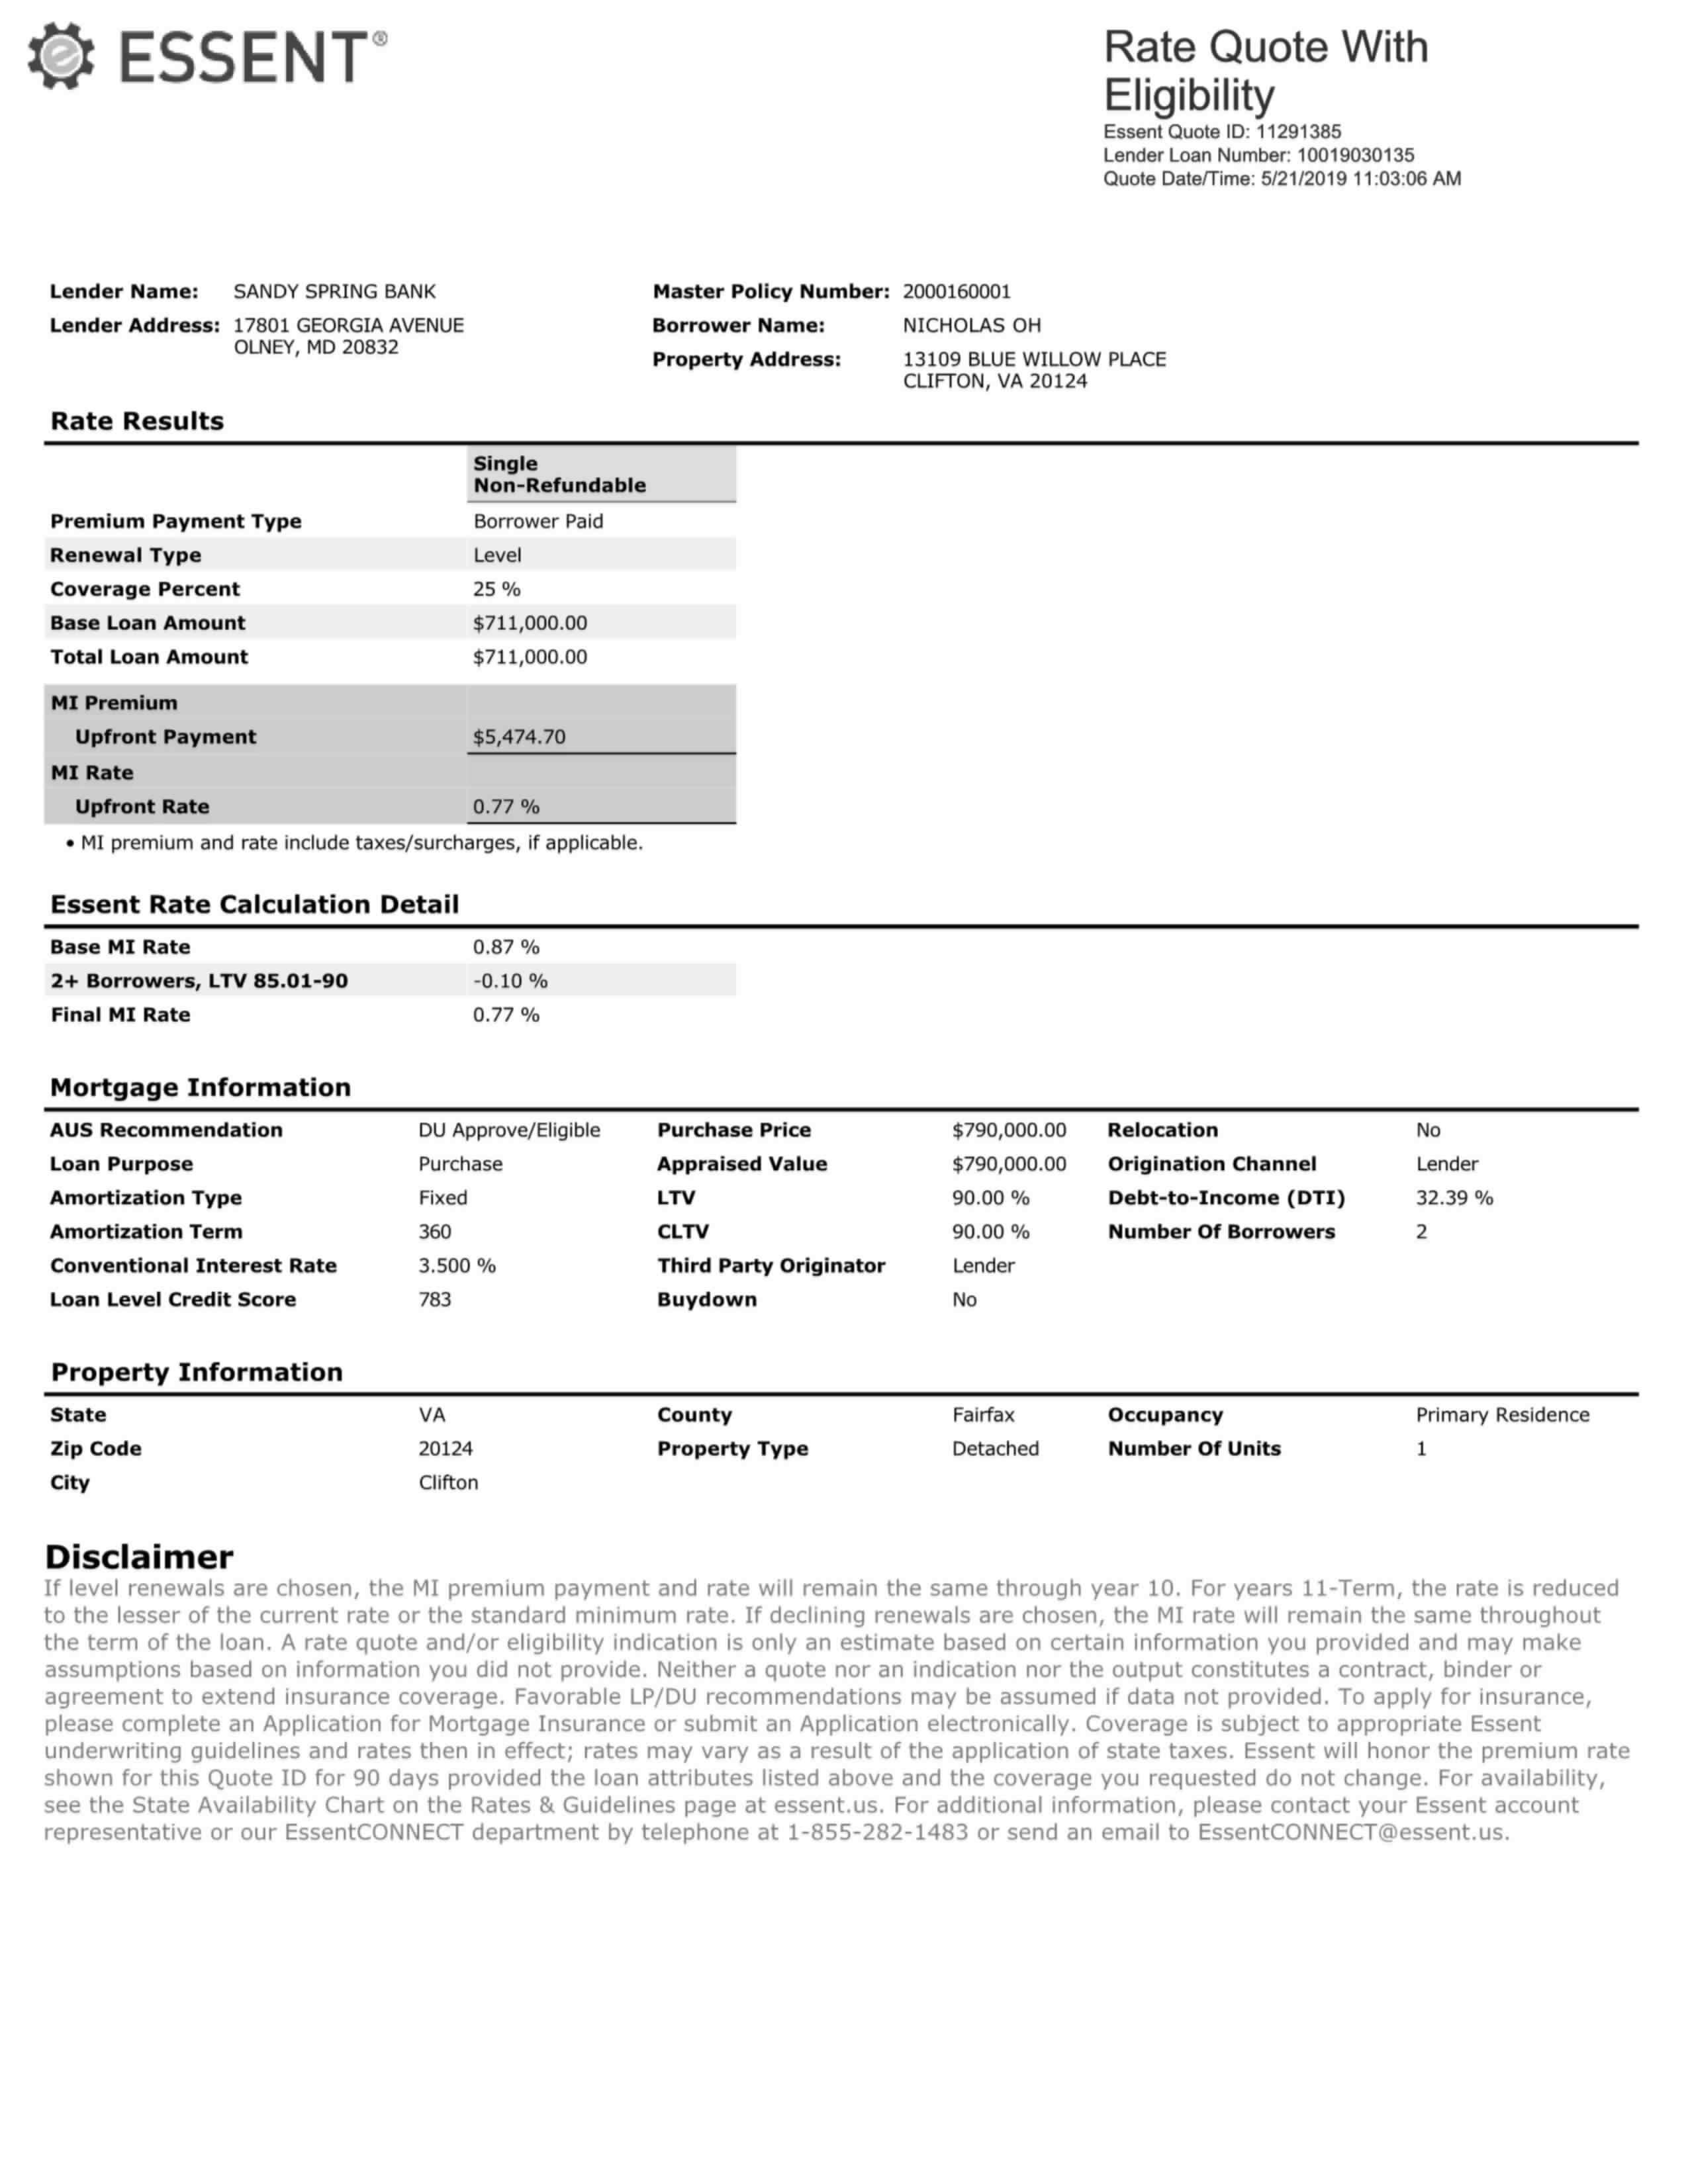 ESSENT®
Rate Quote With
Eligibility
Essent Quote ID: 11291385
Lender Loan Number: 10019030135
Quote Date/Time: 5/21/2019 11:03:06 AM
Lender Name: SANDY SPRING BANK
Lender Address: 17801 GEORGIA AVENUE
OLNEY, MD 20832
Master Policy Number: 2000160001
Borrower Name: NICHOLAS OH
Property Address: 13109 BLUE WILLOW PLACE
CLIFTON, VA 20124
Rate Results
Single
Non-Refundable
Premium Payment Type Borrower Paid
Renewal Type Level
Coverage Percent 25 %
Base Loan Amount $711,000.00
Total Loan Amount $711,000.00
MI Premium
Upfront Payment $5,474.70
MI Rate
Upfront Rate 0.77 %
• MI premium and rate include taxes/surcharges, if applicable.
Essent Rate Calculation Detail
Base MI Rate 0.87 %
2+ Borrowers, LTV 85.01-90 -0.10 %
Final MI Rate 0.77 %
Mortgage Information
AUS Recommendation DU Approve/Eligible Purchase Price $790,000.00 Relocation No
Loan Purpose Purchase Appraised Value $790,000.00 Origination Channel Lender
Amortization Type Fixed LTV 90.00 % Debt-to-Income (DTI) 32.39 %
Amortization Term 360 CLTV 90.00 % Number Of Borrowers 2
Conventional Interest Rate 3.500 % Third Party Originator Lender
Loan Level Credit Score 783 Buydown No
Property Information
State VA County Fairfax Occupancy Primary Residence
Zip Code 20124 Property Type Detached Number Of Units 1
City Clifton
Disclaimer
If level renewals are chosen, the MI premium payment and rate will remain the same through year 10. For years 11-Term, the rate is reduced
to the lesser of the current rate or the standard minimum rate. If declining renewals are chosen, the MI rate will remain the same throughout
the term of the loan. A rate quote and/or eligibility indication is only an estimate based on certain information you provided and may make
assumptions based on information you did not provide. Neither a quote nor an indication nor the output constitutes a contract, binder or
agreement to extend insurance coverage. Favorable LP/DU recommendations may be assumed if data not provided. To apply for insurance,
please complete an Application for Mortgage Insurance or submit an Application electronically. Coverage is subject to appropriate Essent
underwriting guidelines and rates then in effect; rates may vary as a result of the application of state taxes. Essent will honor the premium rate
shown for this Quote ID for 90 days provided the loan attributes listed above and the coverage you requested do not change. For availability,
see the State Availability Chart on the Rates & Guidelines page at essent.us. For additional information, please contact your Essent account
representative or our EssentCONNECT department by telephone at 1-855-282-1483 or send an email to EssentCONNECT@essent.us.